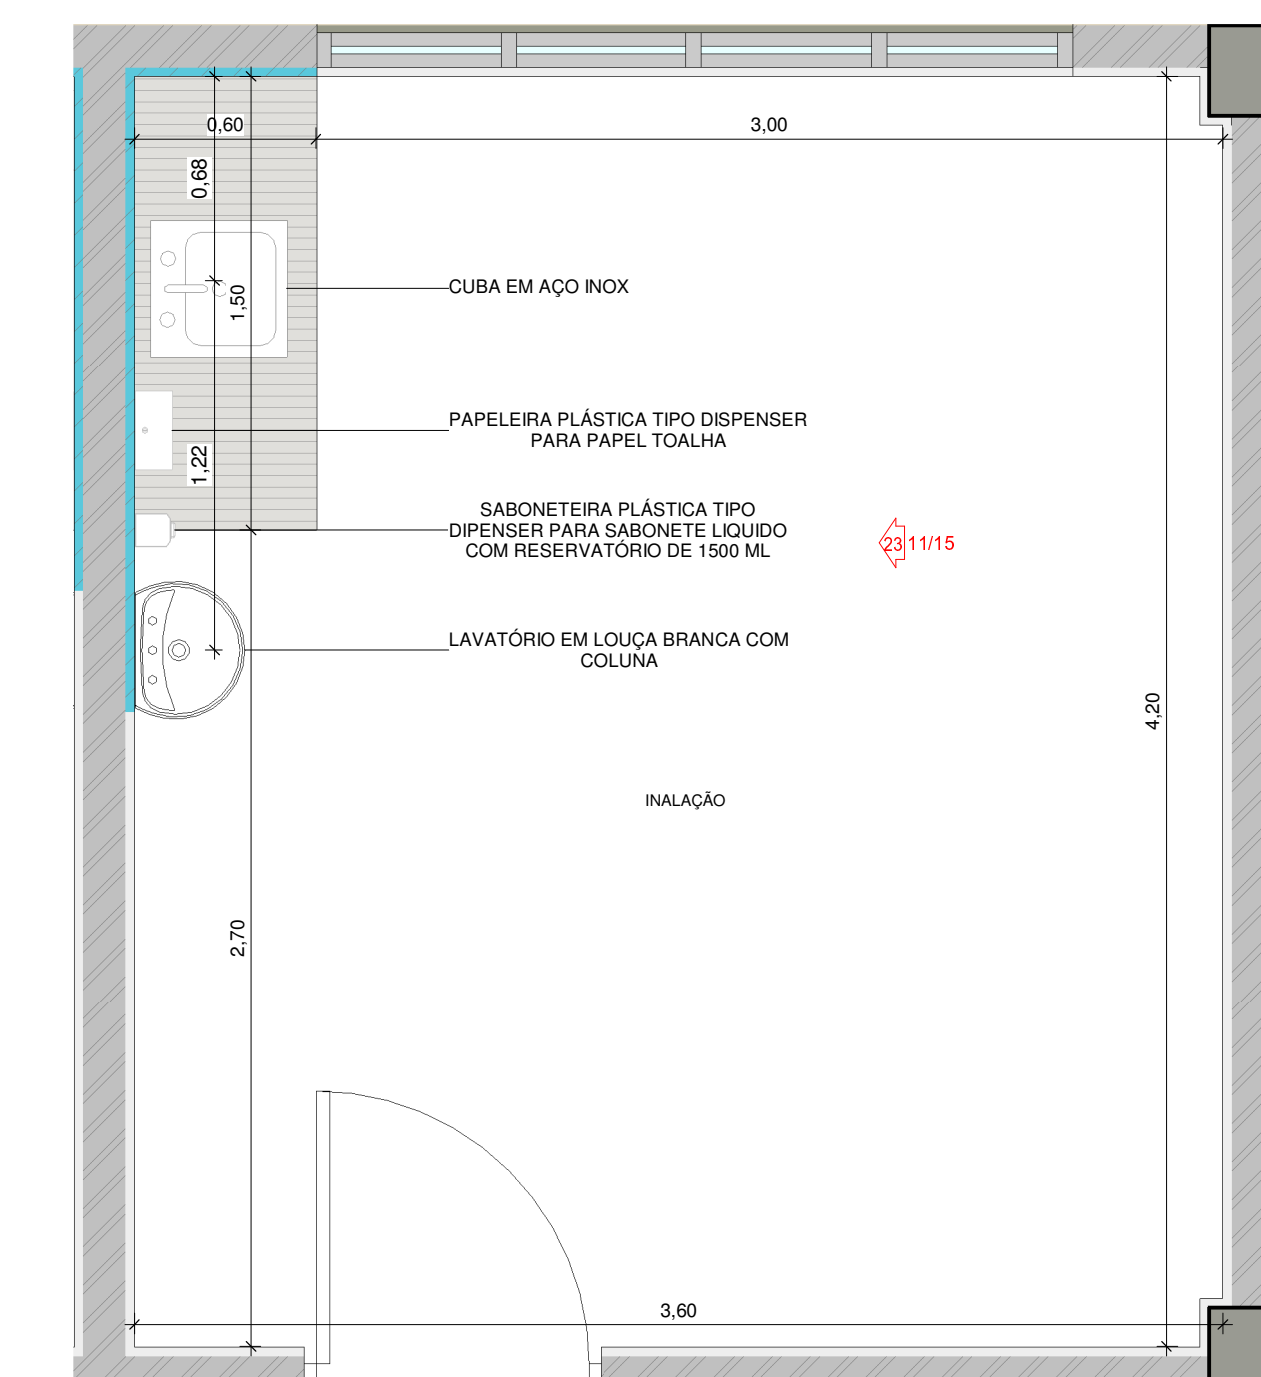 0,60
3,00
0,68
1,50
CUBA EM AÇO INOX
PAPELEIRA PLÁSTICA TIPO DISPENSER
PARA PAPEL TOALHA
1,22
SABONETEIRA PLÁSTICA TIPO
DIPENSER PARA SABONETE LIQUIDO
COM RESERVATÓRIO DE 1500 ML
23 11/15
LAVATÓRIO EM LOUÇA BRANCA COM
COLUNA
4,20
INALAÇÃO
2,70
3,60